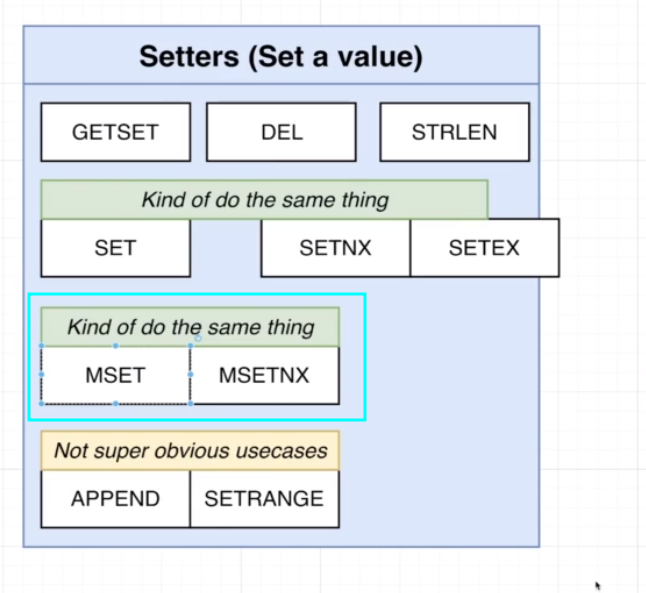 Setters (Set a value)
GETSET DEL STRLEN
Kind of do the same thing
SET SETNX SETEX
Kind of do the same thing
MSET MSETNX
Not super obvious usecases
APPEND SETRANGE